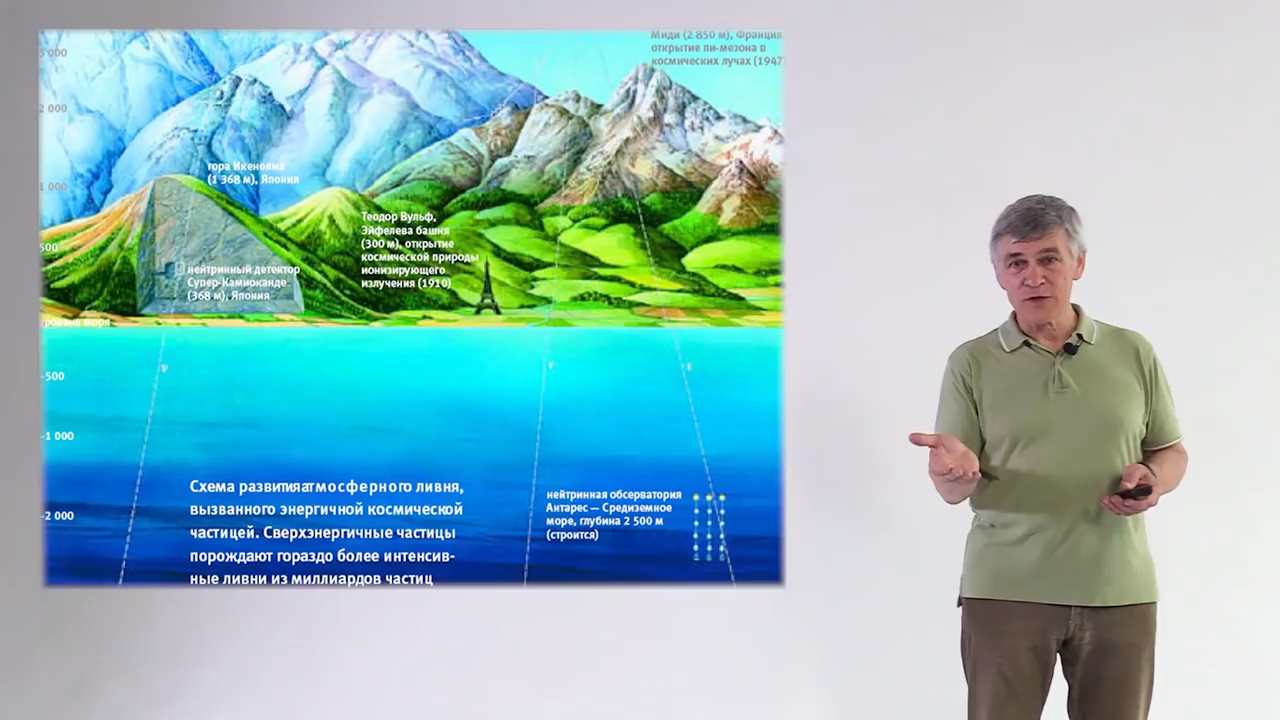 Миди (2 850 м), Франция,
открытие пи-мезона в
космических лучах (1947)
3 000
2 000
гора Икенояма
(1 368 м), Япония
1 000
Теодор Вульф,
Эйфелева башня
(300 м), открытие
космической природы
ионизирующего
излучения (1910)
500
нейтринный детектор
Супер-Камиоканде
(368 м), Япония
уровень моря
-500
-1 000
-2 000
Схема развитияатмосферного ливня,
вызванного энергичной космической
частицей. Сверхэнергичные частицы
порождают гораздо более интенсив-
ные ливни из миллиардов частиц
нейтринная обсерватория
Антарес — Средиземное
море, глубина 2 500 м
(строится)